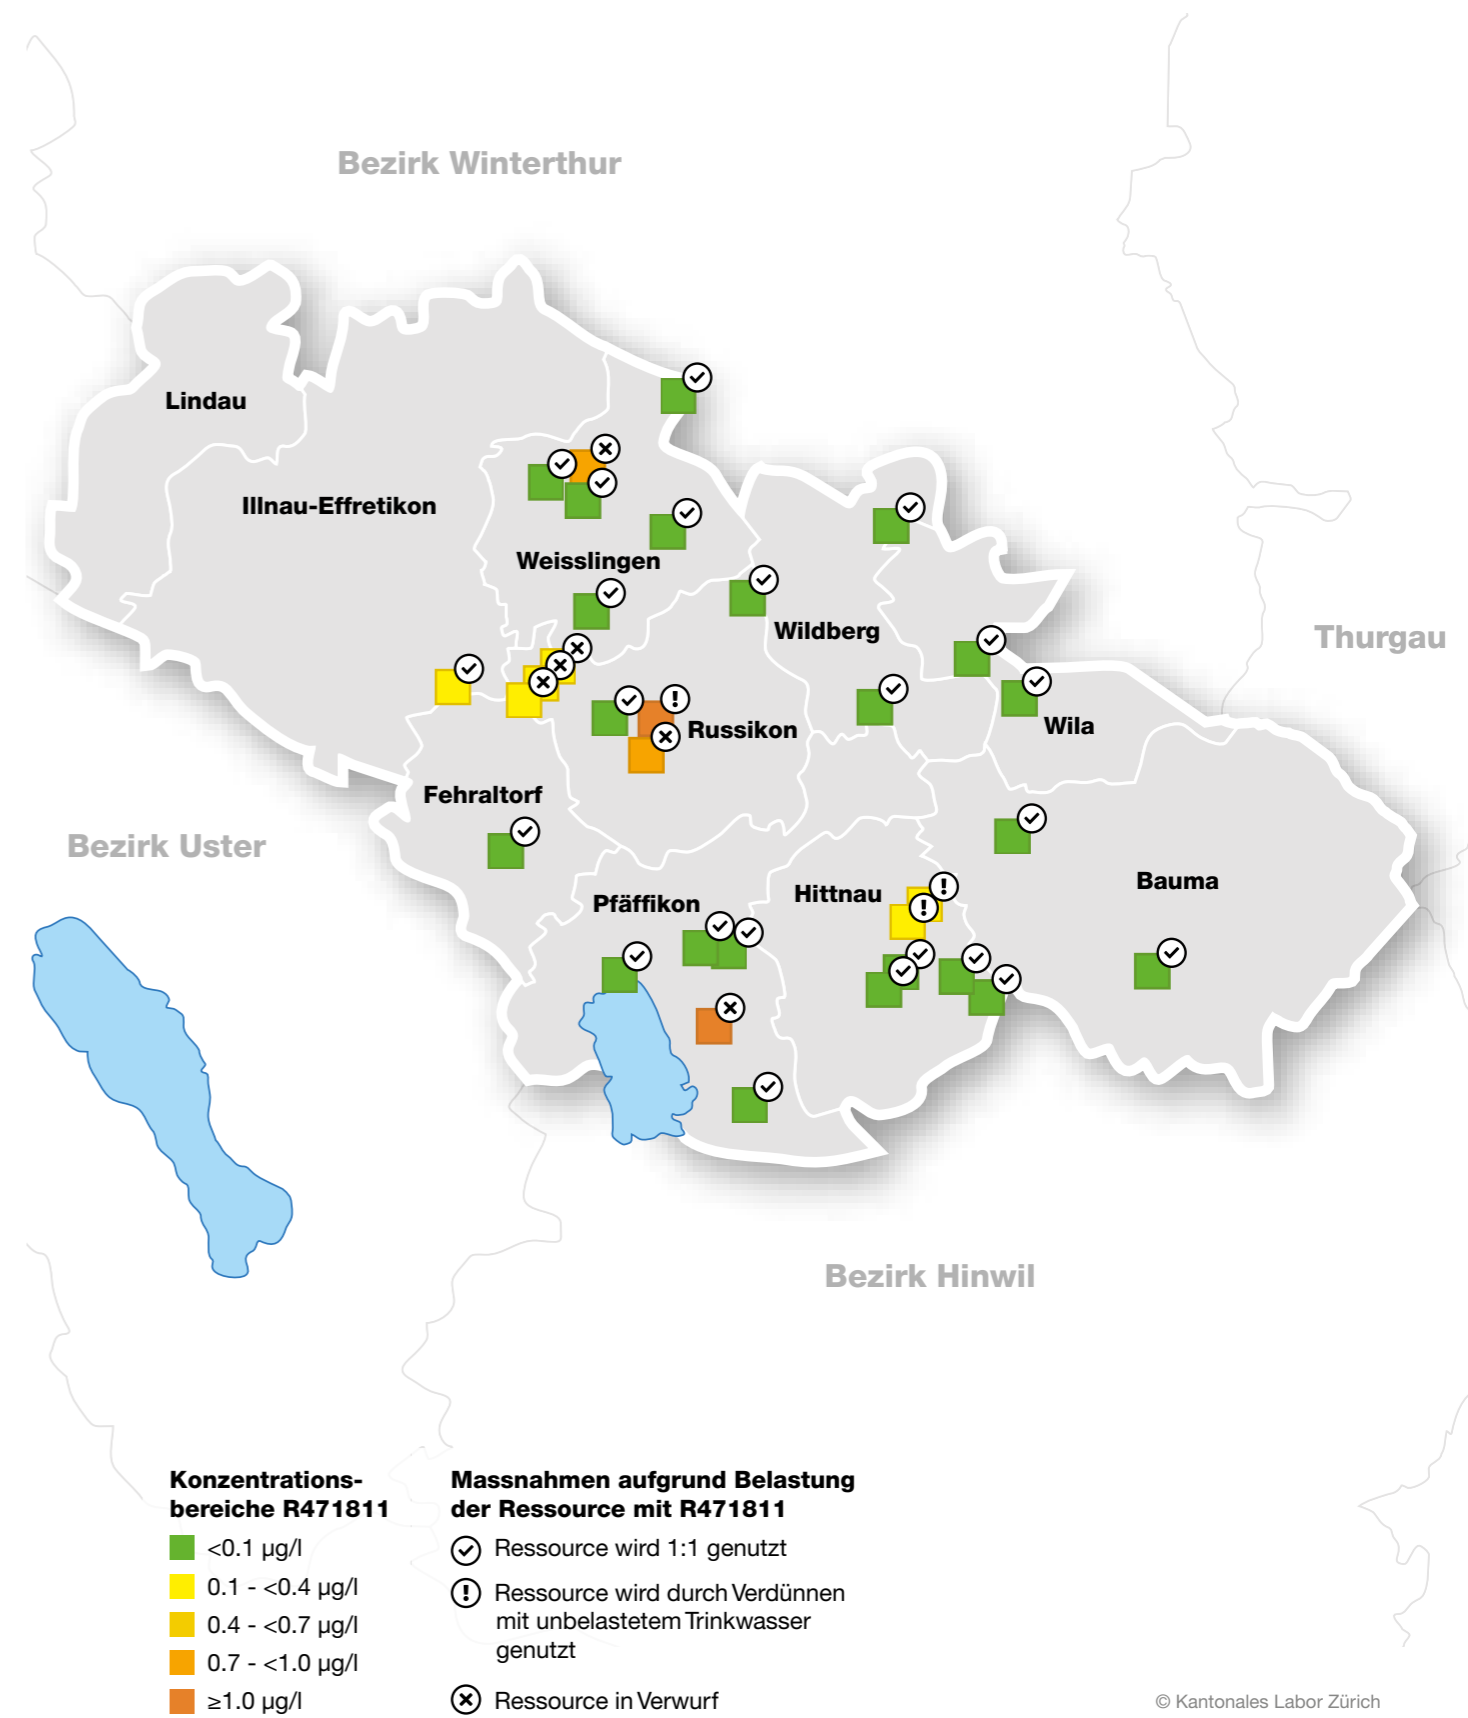 Bezirk Winterthur
Lindau
Illnau-Effretikon
Weisslingen
Wildberg
Thurgau
Wila
Russikon
Fehraltorf
Bezirk Uster
Bauma
Hittnau
Pfäffikon
Bezirk Hinwil
Konzentrations-
bereiche R471811
<0.1 µg/l
0.1 - <0.4 µg/l
0.4 - <0.7 µg/l
0.7 - <1.0 µg/l
≥1.0 µg/l
Massnahmen aufgrund Belastung
der Ressource mit R471811
Ressource wird 1:1 genutzt
Ressource wird durch Verdünnen
mit unbelastetem Trinkwasser
genutzt
Ressource in Verwurf
© Kantonales Labor Zürich